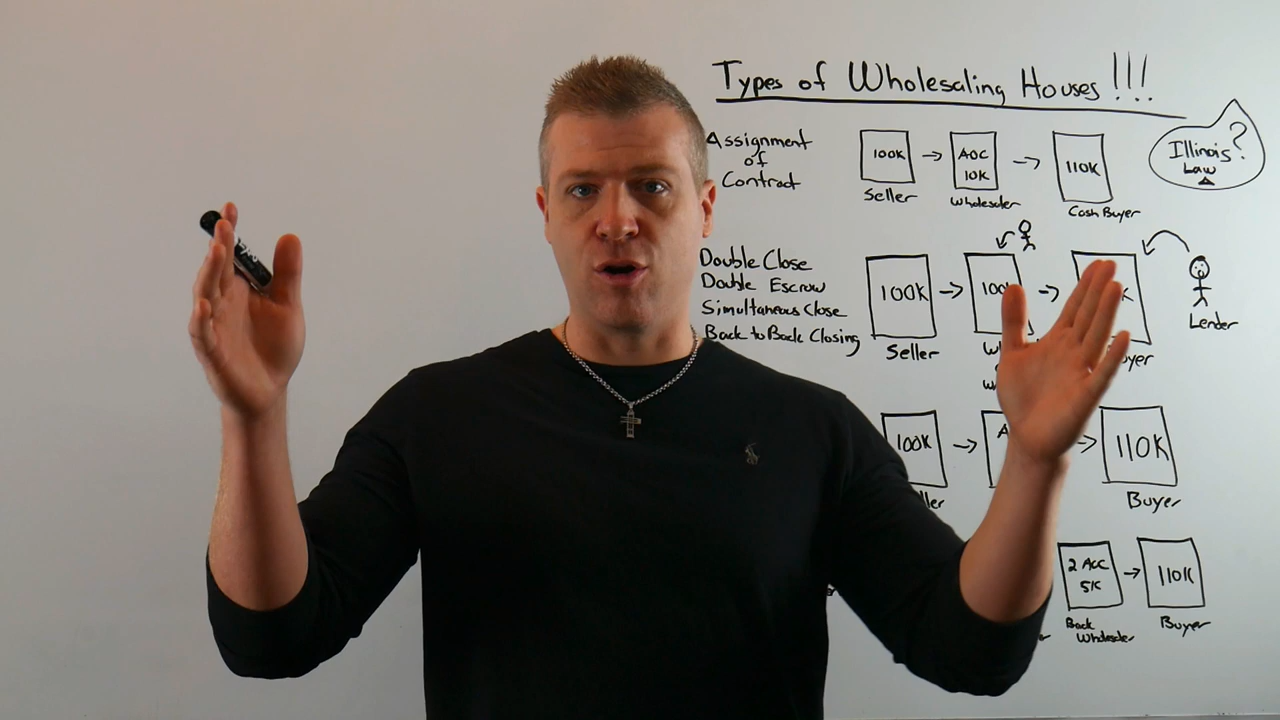 Types of Wholesaling Houses!!!
Assignment
of
Contract
100K
Seller
AOC
10K
Wholesaler
110K
Cash Buyer
Illinois?
Law
Double Close
Double Escrow
Simultaneous Close
Back to Back Closing
100K
Seller
100
Lender
100K
110K
Buyer
2 AOC
5K
Back
Wholesaler
110K
Buyer